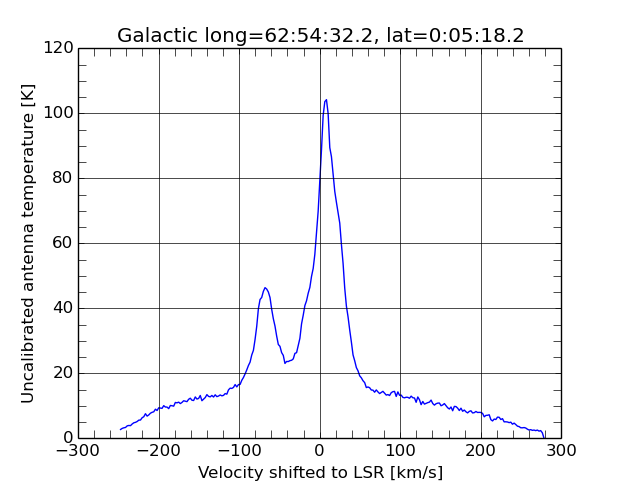 Galactic long=62:54:32.2, lat=0:05:18.2
120
100
80
60
40
20
0
Uncalibrated antenna temperature [K]
−300 −200 −100 0 100 200 300
Velocity shifted to LSR [km/s]